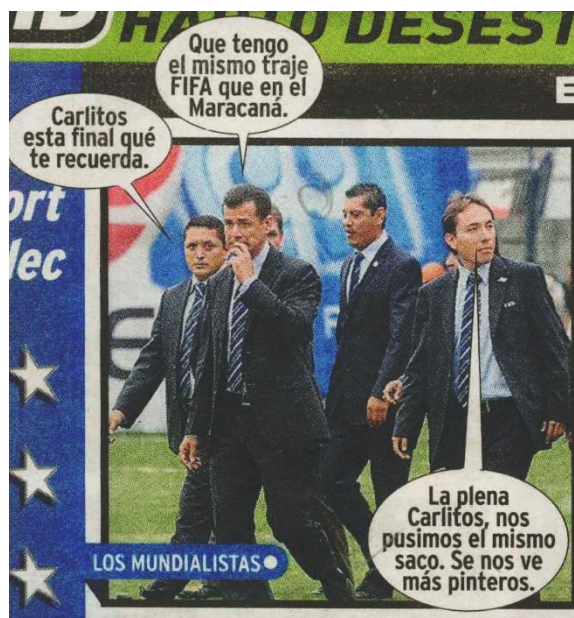 HA DESEST
E
Que tengo
el mismo traje
FIFA que en el
Maracaná.
Carlitos
esta final qué
te recuerda.
ort
lec
La plena
Carlitos, nos
pusimos el mismo
saco. Se nos ve
más pinteros.
LOS MUNDIALISTAS